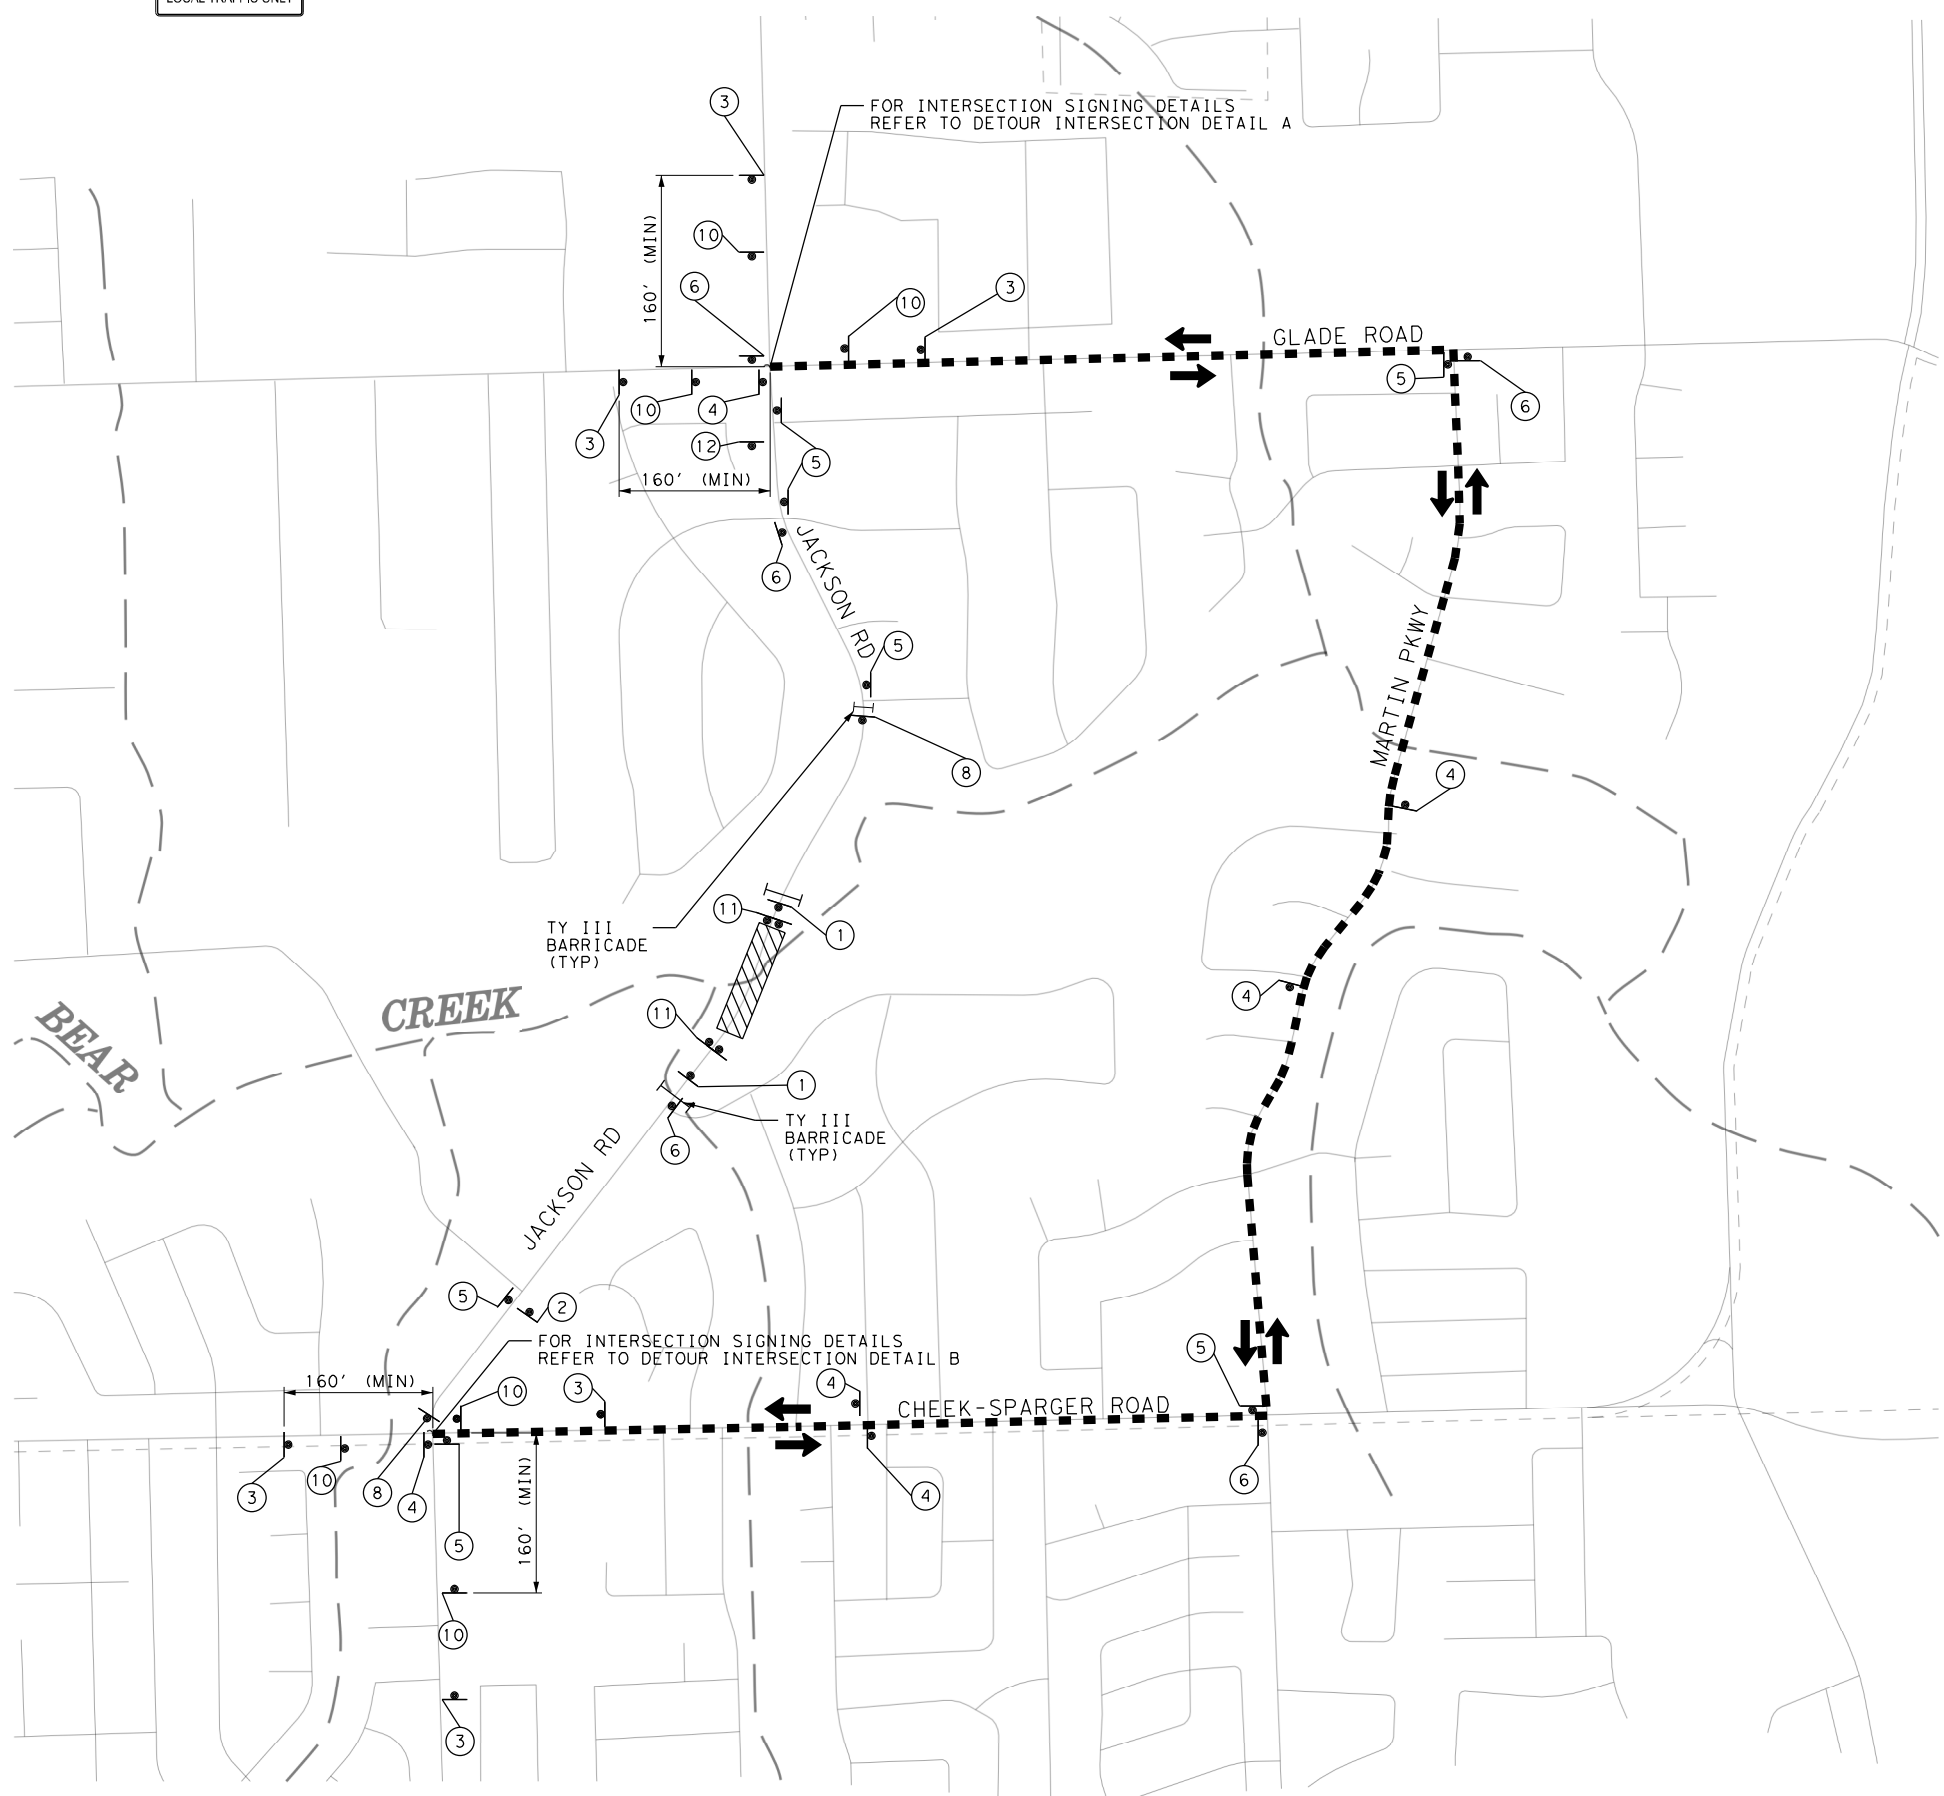 LOCAL TRAFFIC ONLY
3
FOR INTERSECTION SIGNING DETAILS
REFER TO DETOUR INTERSECTION DETAIL A
160' (MIN)
10
6
10
3
GLADE ROAD
5
6
3
10
4
12
5
160' (MIN)
6
JACKSON RD
5
8
MARTIN PKWY
4
TY III
BARRICADE
(TYP)
11
1
4
BEAR
CREEK
11
1
TY III
BARRICADE
(TYP)
6
JACKSON RD
5
2
FOR INTERSECTION SIGNING DETAILS
REFER TO DETOUR INTERSECTION DETAIL B
160' (MIN)
10
3
4
CHEEK-SPARGER ROAD
5
3
10
8
4
5
160' (MIN)
4
6
10
3